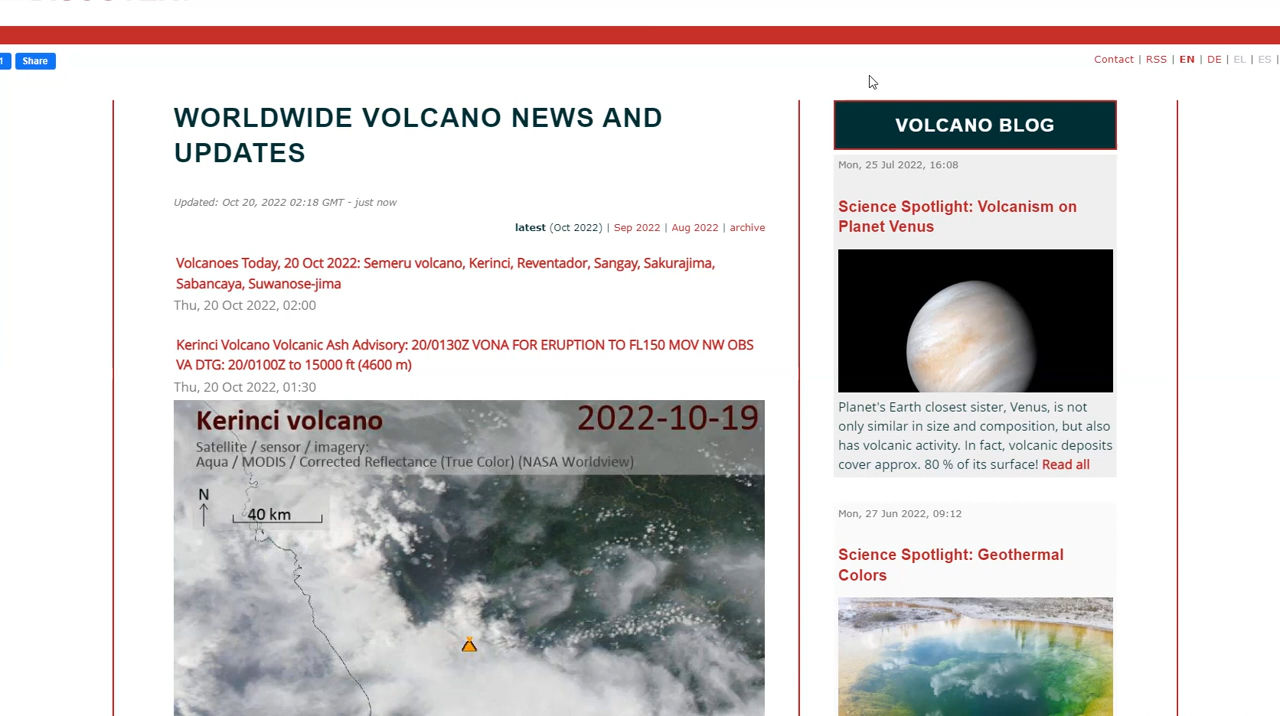 Share
Contact | RSS | EN | DE | EL | ES |
WORLDWIDE VOLCANO NEWS AND
UPDATES
Updated: Oct 20, 2022 02:18 GMT - just now
latest (Oct 2022) | Sep 2022 | Aug 2022 | archive
Volcanoes Today, 20 Oct 2022: Semeru volcano, Kerinci, Reventador, Sangay, Sakurajima,
Sabancaya, Suwanose-jima
Thu, 20 Oct 2022, 02:00
Kerinci Volcano Volcanic Ash Advisory: 20/0130Z VONA FOR ERUPTION TO FL150 MOV NW OBS
VA DTG: 20/0100Z to 15000 ft (4600 m)
Thu, 20 Oct 2022, 01:30
Kerinci volcano 2022-10-19
Satellite / sensor / imagery:
Aqua / MODIS / Corrected Reflectance (True Color) (NASA Worldview)
N
40 km
VOLCANO BLOG
Mon, 25 Jul 2022, 16:08
Science Spotlight: Volcanism on
Planet Venus
Planet's Earth closest sister, Venus, is not
only similar in size and composition, but also
has volcanic activity. In fact, volcanic deposits
cover approx. 80 % of its surface! Read all
Mon, 27 Jun 2022, 09:12
Science Spotlight: Geothermal
Colors